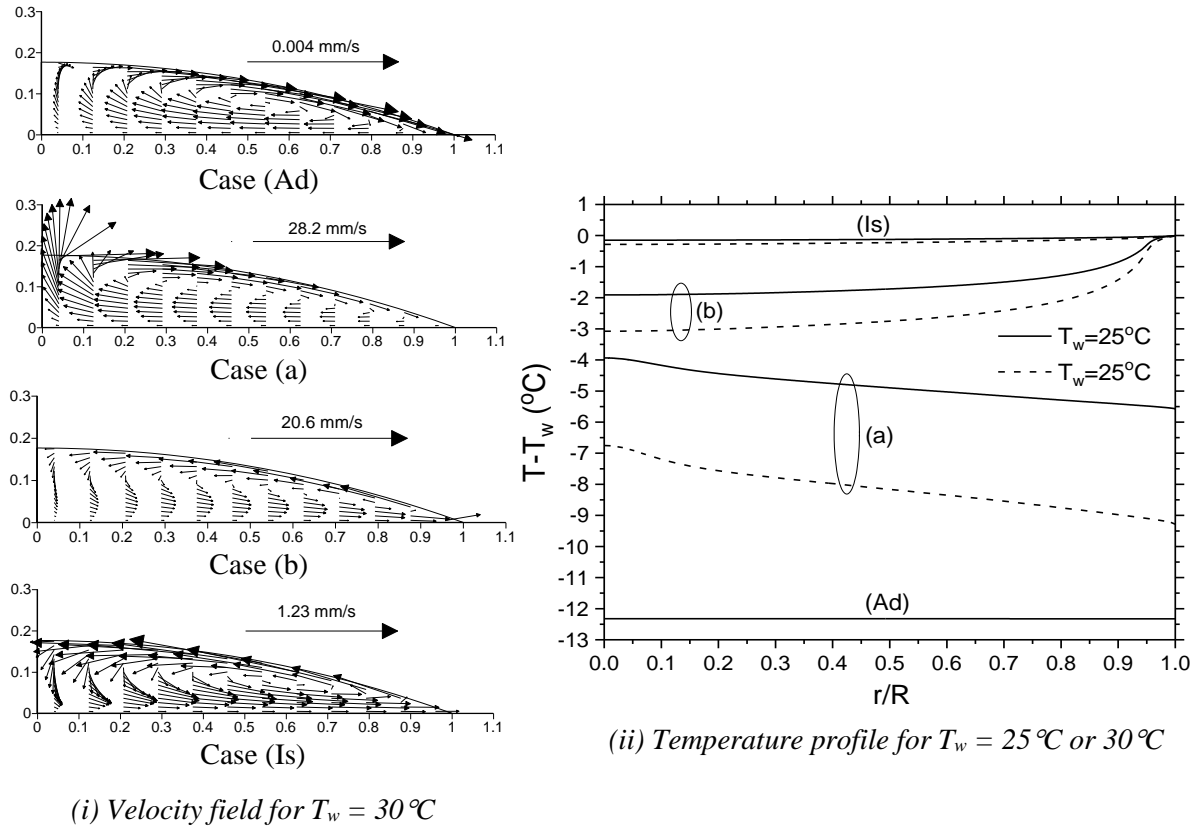 0.3
0.2
0.1
0
0.004 mm/s
0 0.1 0.2 0.3 0.4 0.5 0.6 0.7 0.8 0.9 1 1.1
Case (Ad)
0.3
0.2
0.1
0
28.2 mm/s
0 0.1 0.2 0.3 0.4 0.5 0.6 0.7 0.8 0.9 1 1.1
Case (a)
0.3
0.2
0.1
0
20.6 mm/s
0 0.1 0.2 0.3 0.4 0.5 0.6 0.7 0.8 0.9 1 1.1
Case (b)
0.3
0.2
0.1
0
1.23 mm/s
0 0.1 0.2 0.3 0.4 0.5 0.6 0.7 0.8 0.9 1 1.1
Case (Is)
(i) Velocity field for Tw = 30°C
T-Tw (°C)
1
0
-1
-2
-3
-4
-5
-6
-7
-8
-9
-10
-11
-12
-13
(Is)
(b)
Tw=25°C
Tw=25°C
(a)
(Ad)
0.0 0.1 0.2 0.3 0.4 0.5 0.6 0.7 0.8 0.9 1.0
r/R
(ii) Temperature profile for Tw = 25°C or 30°C